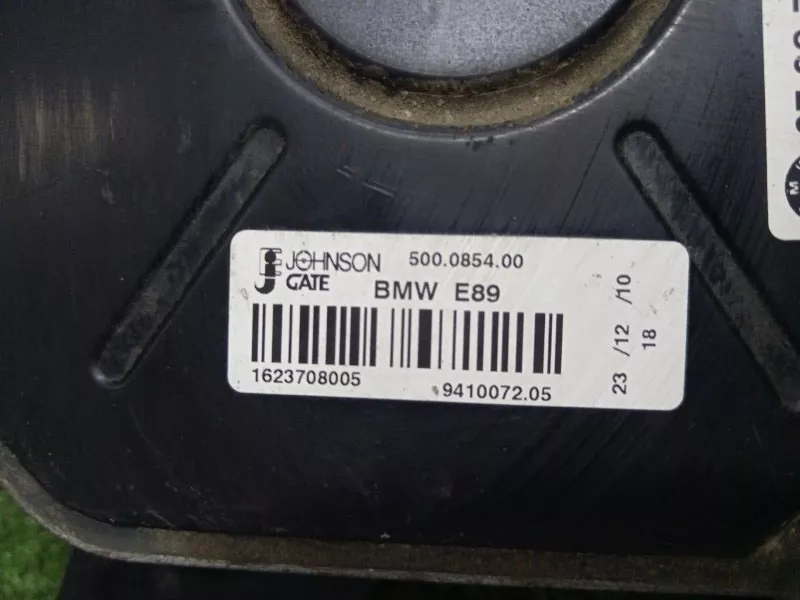 JOHNSON 500.0854.00
GATE BMW E89
1623708005 9410072.05
23 /12 /10
18
M